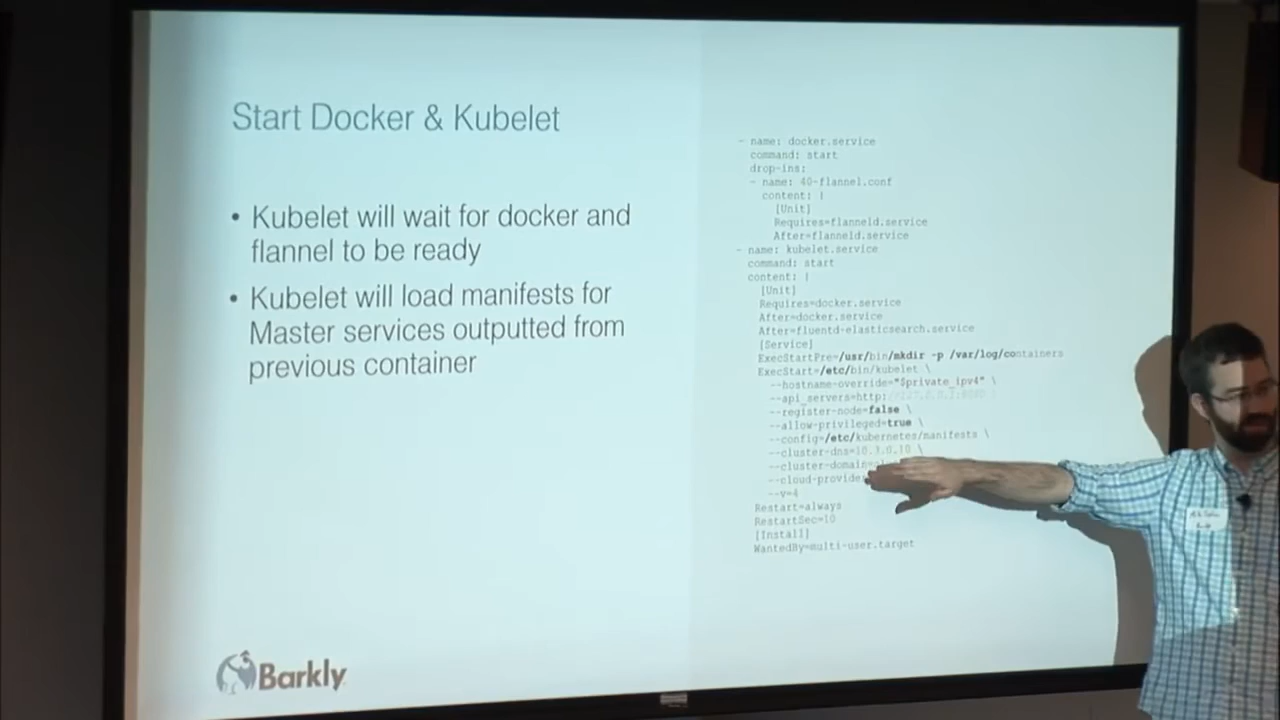 Start Docker & Kubelet
• Kubelet will wait for docker and
flannel to be ready
• Kubelet will load manifests for
Master services outputted from
previous container
- name: docker.service
command: start
drop-ins:
- name: 40-flannel.conf
content: |
[Unit]
Requires=flanneld.service
After=flanneld.service
- name: kubelet.service
command: start
content: |
[Unit]
Requires=docker.service
After=docker.service
After=fluentd-elasticsearch.service
[Service]
ExecStartPre=/usr/bin/mkdir -p /var/log/containers
ExecStart=/etc/bin/kubelet \
--hostname-override="$private_ipv4" \
--api_servers=http:
--register-node=false \
--allow-privileged=true \
--config=/etc/kubernetes/manifests \
--cluster-dns=10.3.0.10 \
--cluster-domain=
--cloud-provide
--v=4
Restart=always
RestartSec=10
[Install]
WantedBy=multi-user.target
Barkly